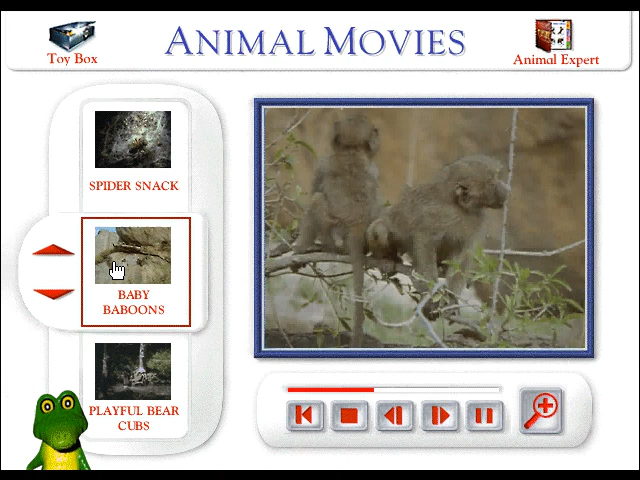 ANIMAL MOVIES
Toy Box
Animal Expert
SPIDER SNACK
BABY
BABOONS
PLAYFUL BEAR
CUBS